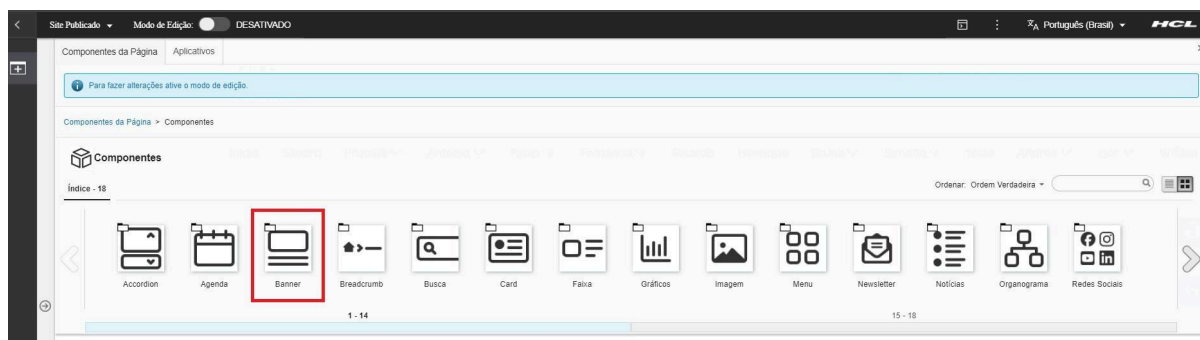 Site Publicado Modo de Edição: DESATIVADO Português (Brasil) HCL
Componentes da Página Aplicativos
Para fazer alterações ative o modo de edição.
Componentes da Página > Componentes
Componentes
Índice - 18 Ordenar: Ordem Verdadeira
Accordion Agenda Banner Breadcrumb Busca Card Faixa Gráficos Imagem Menu Newsletter Notícias Organograma Redes Sociais
1 - 14 15 - 18